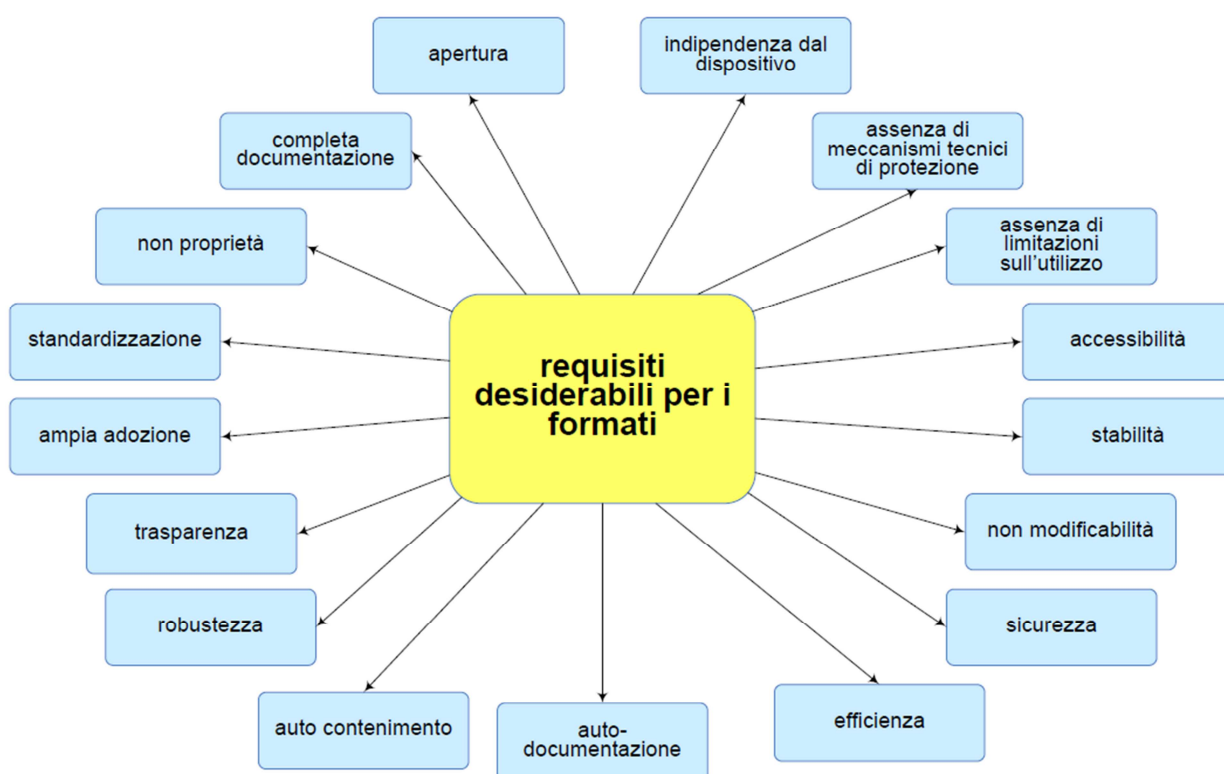 apertura
indipendenza dal
dispositivo
completa
documentazione
assenza di
meccanismi tecnici
di protezione
non proprietà
assenza di
limitazioni
sull'utilizzo
standardizzazione
requisiti
desiderabili per i
formati
accessibilità
ampia adozione
stabilità
trasparenza
non modificabilità
robustezza
sicurezza
auto contenimento
auto-
documentazione
efficienza